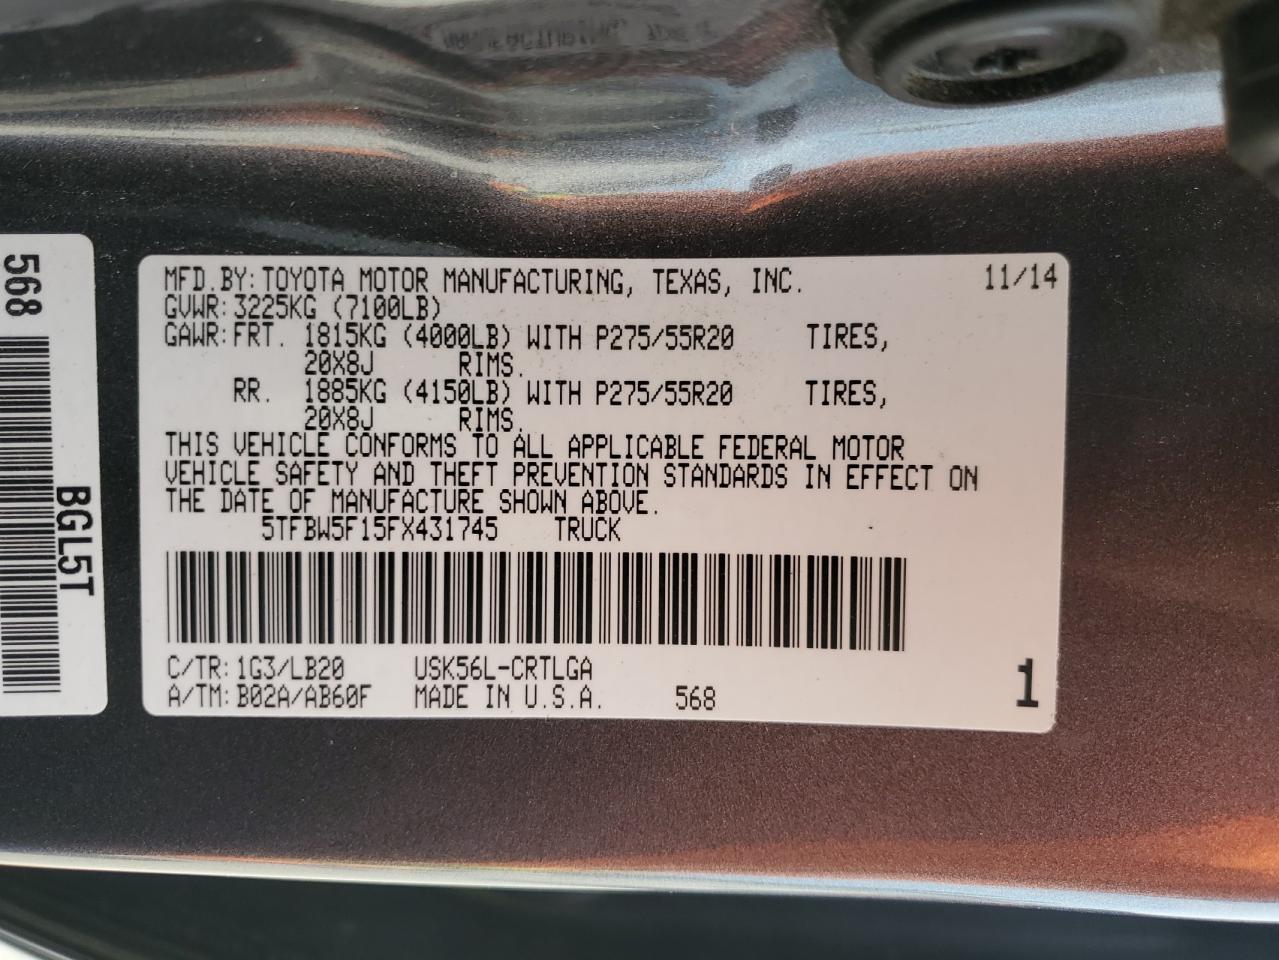 568
BGL5T
MFD.BY: TOYOTA MOTOR MANUFACTURING, TEXAS, INC. 11/14
GVWR: 3225KG (7100LB)
GAWR: FRT. 1815KG (4000LB) WITH P275/55R20 TIRES,
20X8J RIMS.
RR. 1885KG (4150LB) WITH P275/55R20 TIRES,
20X8J RIMS.
THIS VEHICLE CONFORMS TO ALL APPLICABLE FEDERAL MOTOR
VEHICLE SAFETY AND THEFT PREVENTION STANDARDS IN EFFECT ON
THE DATE OF MANUFACTURE SHOWN ABOVE.
5TFBW5F15FX431745 TRUCK
C/TR: 1G3/LB20 USK56L-CRTLGA
A/TM: B02A/AB60F MADE IN U.S.A. 568
1